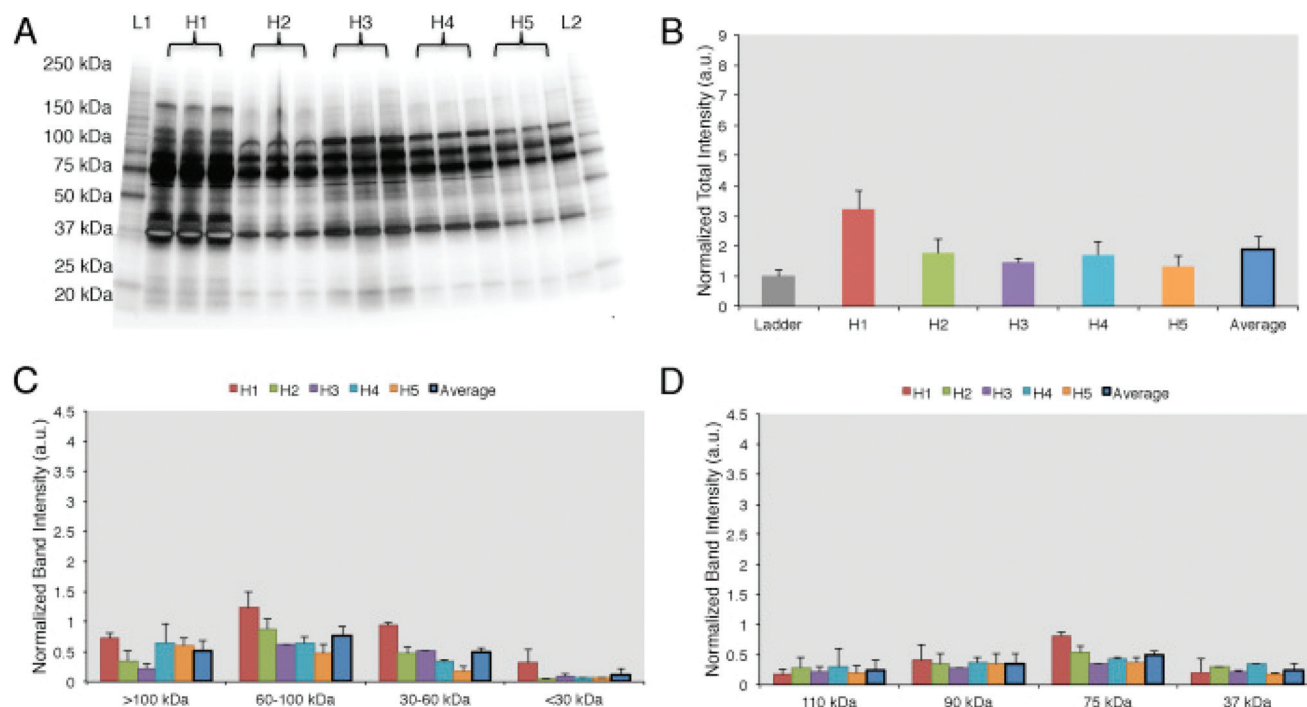 A
L1 H1 H2 H3 H4 H5 L2
250 kDa
150 kDa
100 kDa
75 kDa
50 kDa
37 kDa
25 kDa
20 kDa
B
Normalized Total Intensity (a.u.)
9
8
7
6
5
4
3
2
1
0
Ladder H1 H2 H3 H4 H5 Average
C
H1 H2 H3 H4 H5 Average
Normalized Band Intensity (a.u.)
4.5
4
3.5
3
2.5
2
1.5
1
0.5
0
>100 kDa 60-100 kDa 30-60 kDa <30 kDa
D
H1 H2 H3 H4 H5 Average
Normalized Band Intensity (a.u.)
4.5
4
3.5
3
2.5
2
1.5
1
0.5
0
110 kDa 90 kDa 75 kDa 37 kDa